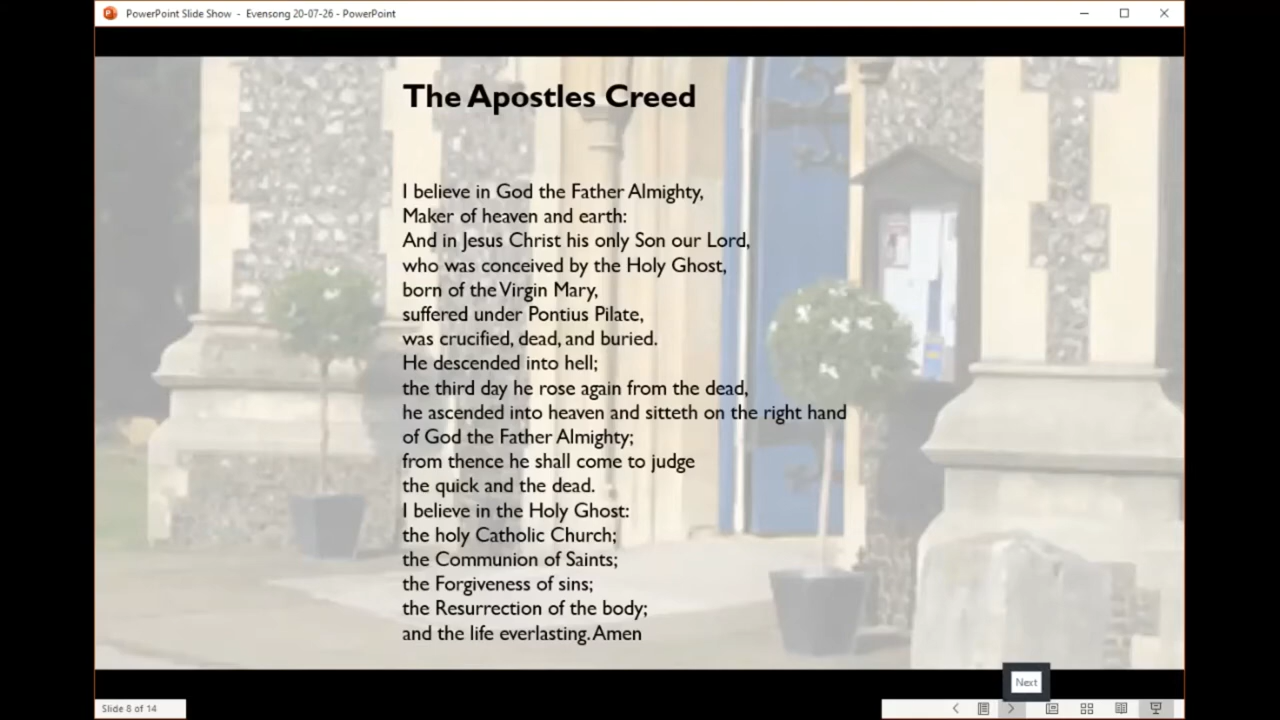 PowerPoint Slide Show - Evensong 20-07-26 - PowerPoint
The Apostles Creed
I believe in God the Father Almighty,
Maker of heaven and earth:
And in Jesus Christ his only Son our Lord,
who was conceived by the Holy Ghost,
born of the Virgin Mary,
suffered under Pontius Pilate,
was crucified, dead, and buried.
He descended into hell;
the third day he rose again from the dead,
he ascended into heaven and sitteth on the right hand
of God the Father Almighty;
from thence he shall come to judge
the quick and the dead.
I believe in the Holy Ghost:
the holy Catholic Church;
the Communion of Saints;
the Forgiveness of sins;
the Resurrection of the body;
and the life everlasting. Amen
Next
Slide 8 of 14